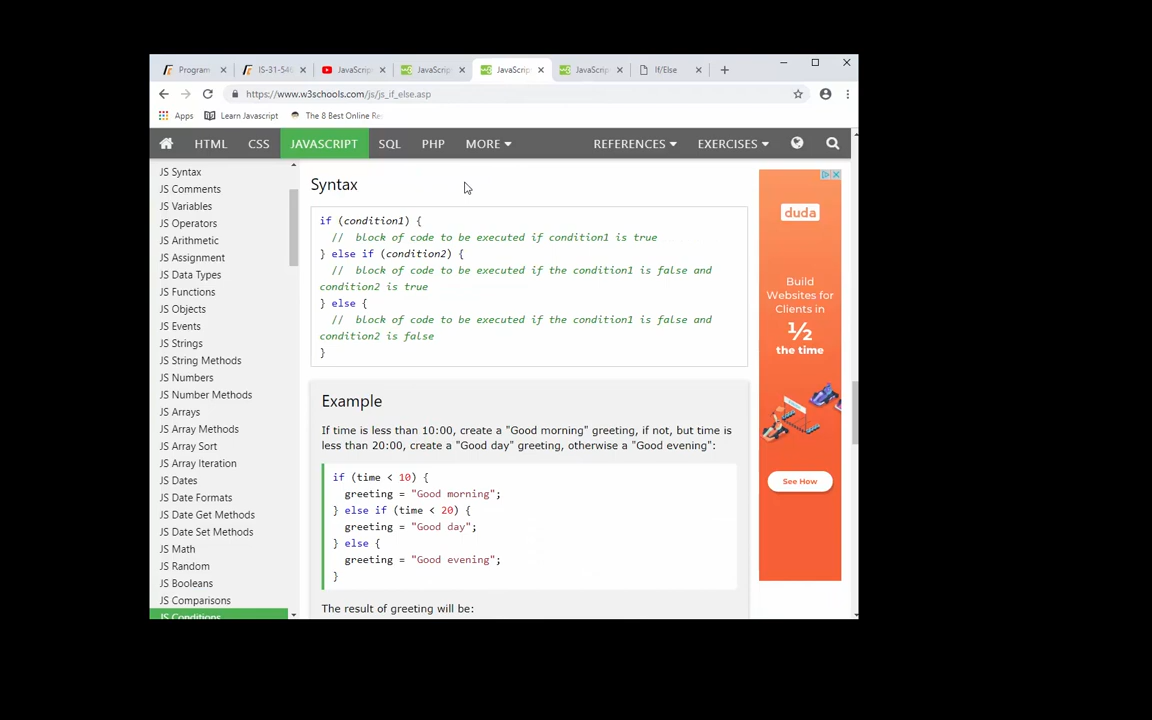 Program
IS-31-546
JavaScript
JavaScript
JavaScrip
JavaScrip
If/Else
https://www.w3schools.com/js/js_if_else.asp
Apps
Learn Javascript
The 8 Best Online Re
HTML
CSS
JAVASCRIPT
SQL
PHP
MORE
REFERENCES
EXERCISES
JS Syntax
JS Comments
JS Variables
JS Operators
JS Arithmetic
JS Assignment
JS Data Types
JS Functions
JS Objects
JS Events
JS Strings
JS String Methods
JS Numbers
JS Number Methods
JS Arrays
JS Array Methods
JS Array Sort
JS Array Iteration
JS Dates
JS Date Formats
JS Date Get Methods
JS Date Set Methods
JS Math
JS Random
JS Booleans
JS Comparisons
JS Conditions
Syntax
if (condition1) {
// block of code to be executed if condition1 is true
} else if (condition2) {
// block of code to be executed if the condition1 is false and
condition2 is true
} else {
// block of code to be executed if the condition1 is false and
condition2 is false
}
Example
If time is less than 10:00, create a "Good morning" greeting, if not, but time is
less than 20:00, create a "Good day" greeting, otherwise a "Good evening":
if (time < 10) {
greeting = "Good morning";
} else if (time < 20) {
greeting = "Good day";
} else {
greeting = "Good evening";
}
The result of greeting will be:
duda
Build
Websites for
Clients in
½
the time
See How